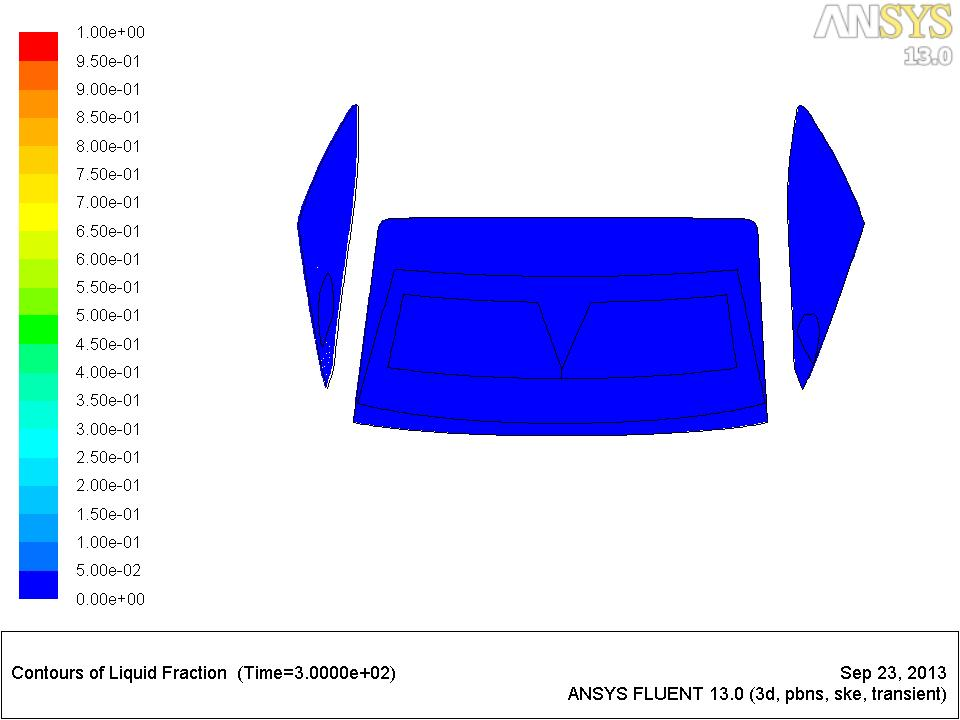 ANSYS
13.0
1.00e+00
9.50e-01
9.00e-01
8.50e-01
8.00e-01
7.50e-01
7.00e-01
6.50e-01
6.00e-01
5.50e-01
5.00e-01
4.50e-01
4.00e-01
3.50e-01
3.00e-01
2.50e-01
2.00e-01
1.50e-01
1.00e-01
5.00e-02
0.00e+00
Contours of Liquid Fraction (Time=3.0000e+02)
Sep 23, 2013
ANSYS FLUENT 13.0 (3d, pbns, ske, transient)